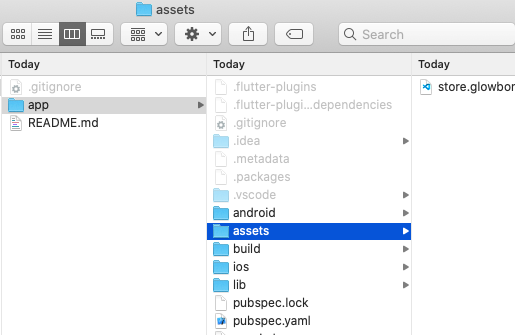 assets
Search
Today
Today
Today
.gitignore
app
README.md
.flutter-plugins
.flutter-plugi...dependencies
.gitignore
.idea
.metadata
.packages
.vscode
android
assets
build
ios
lib
pubspec.lock
pubspec.yaml
store.glowbon